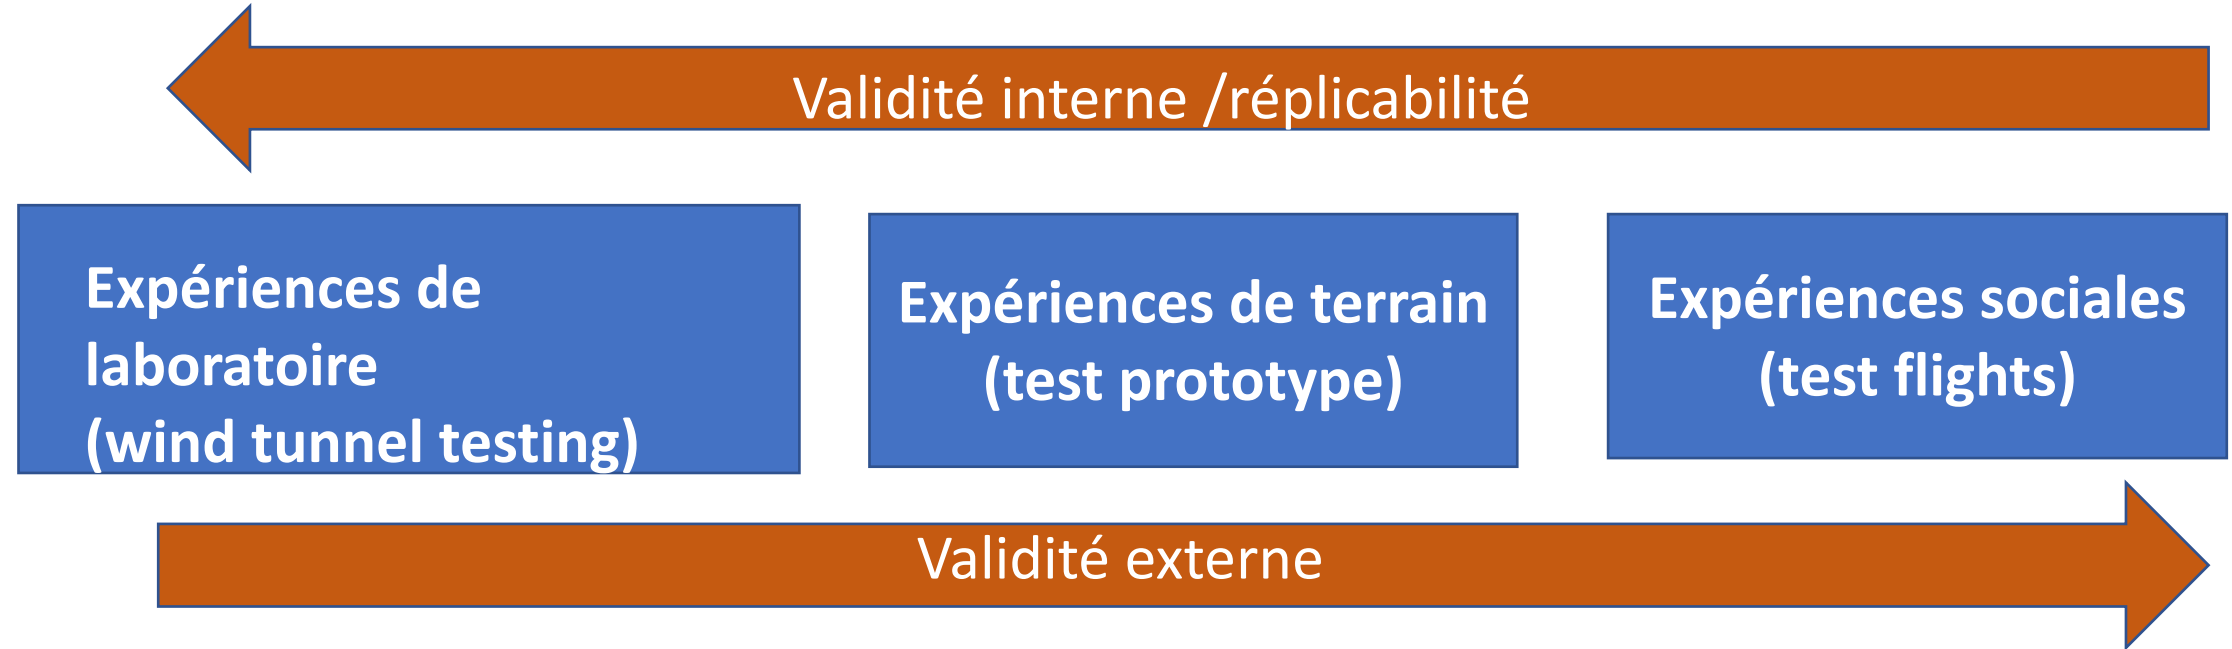 Validité interne /réplicabilité
Expériences de
laboratoire
(wind tunnel testing)
Expériences de terrain
(test prototype)
Expériences sociales
(test flights)
Validité externe